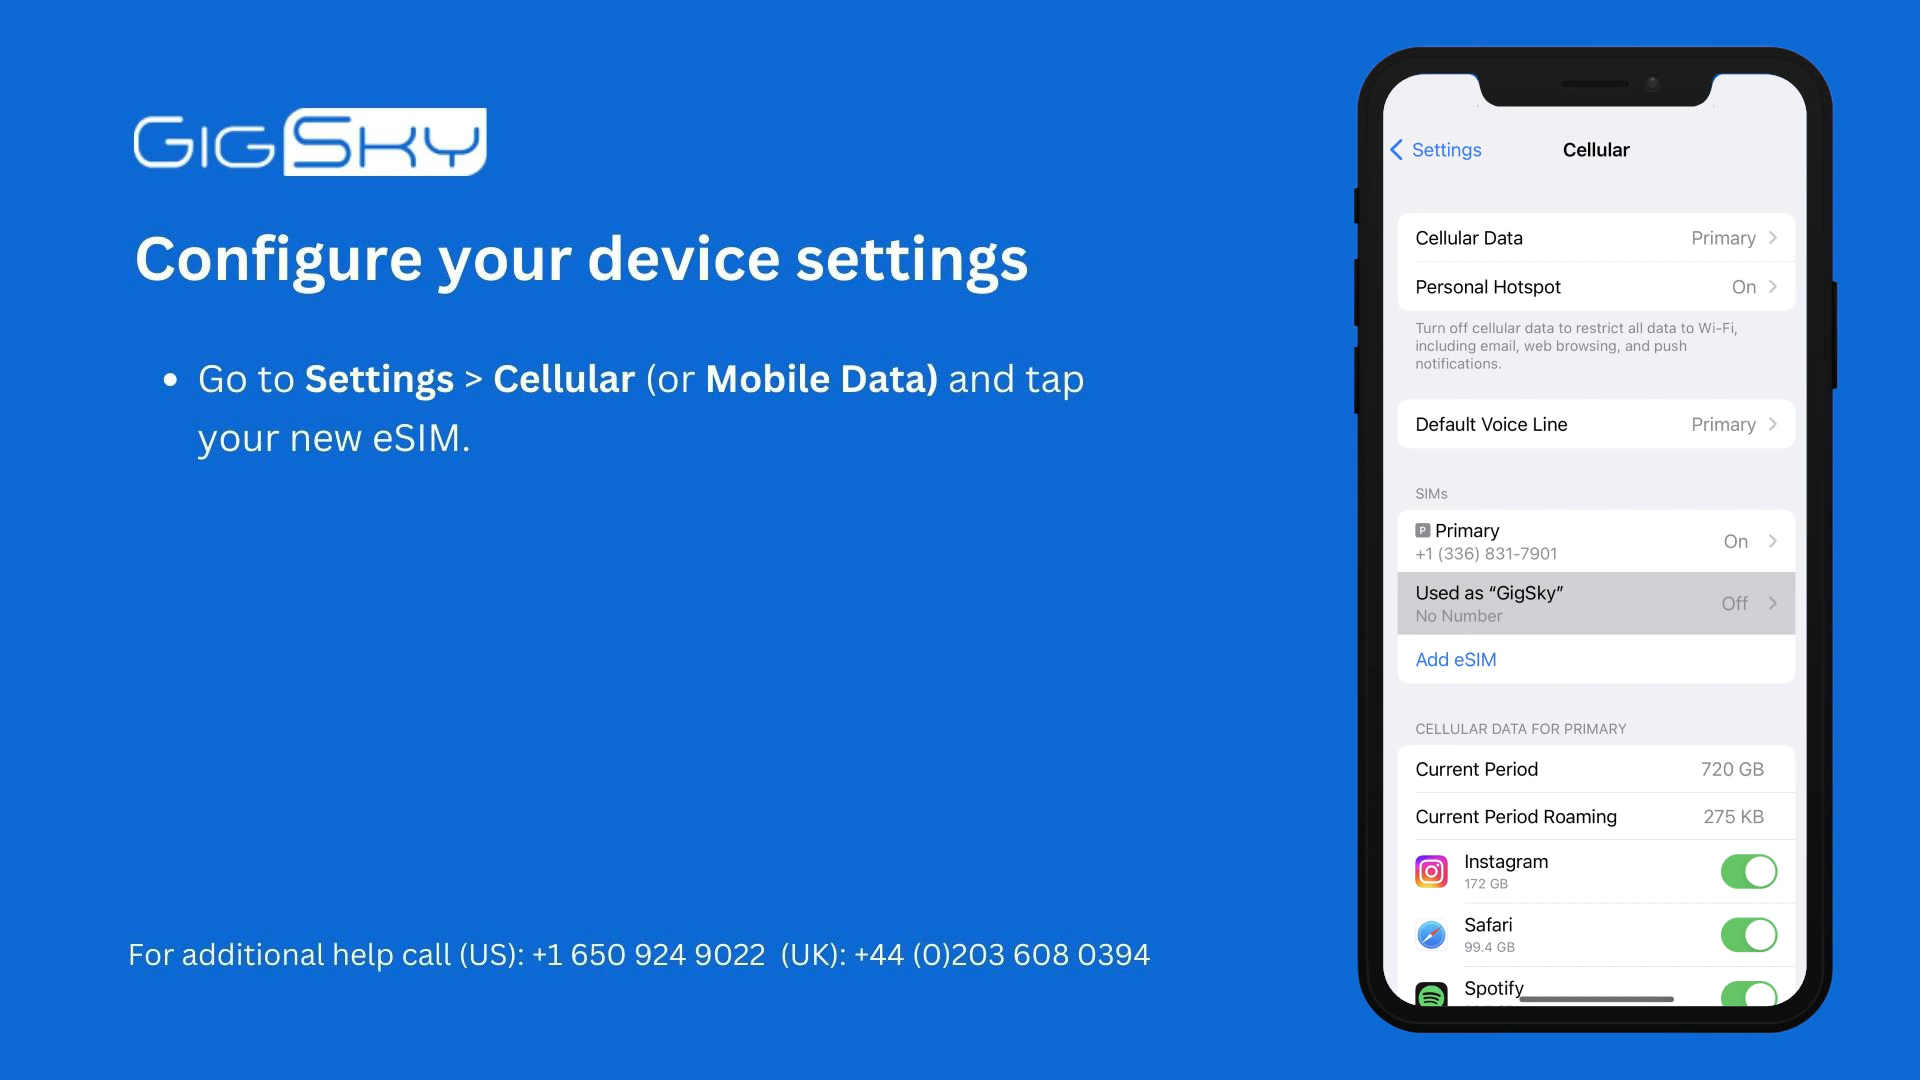 GIGSKY
Configure your device settings
• Go to Settings > Cellular (or Mobile Data) and tap
your new eSIM.
For additional help call (US): +1 650 924 9022 (UK): +44 (0)203 608 0394
Settings
Cellular
Cellular Data Primary
Personal Hotspot On
Turn off cellular data to restrict all data to Wi-Fi,
including email, web browsing, and push
notifications.
Default Voice Line Primary
SIMs
P Primary
+1 (336) 831-7901
On
Used as “GigSky”
No Number
Off
Add eSIM
CELLULAR DATA FOR PRIMARY
Current Period 720 GB
Current Period Roaming 275 KB
Instagram
172 GB
Safari
99.4 GB
Spotify